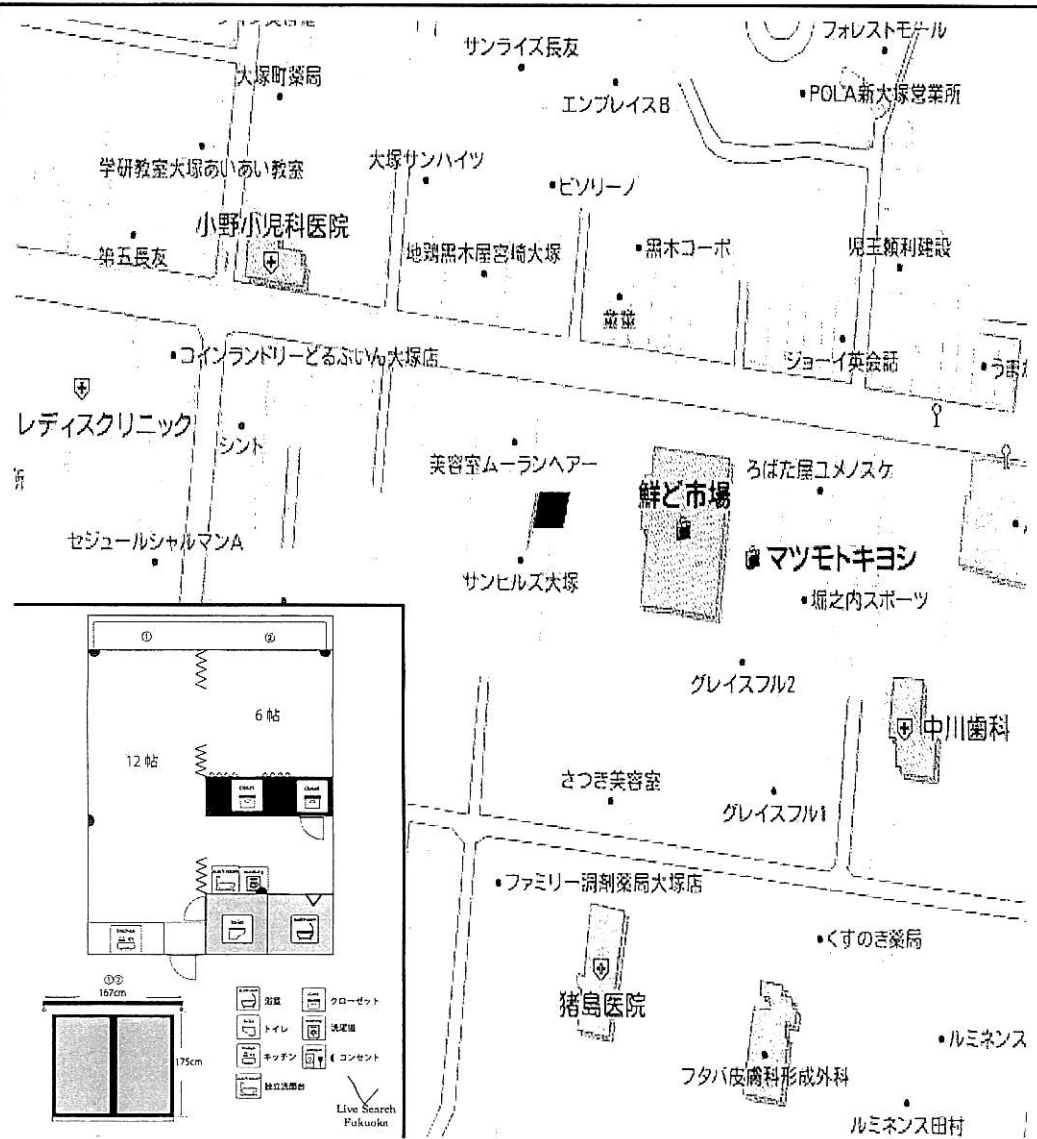 フォレストモール
サンライズ長友
大塚町薬局
エンブレイスB
POLA新大塚営業所
学研教室大塚あいあい教室
大塚サンハイツ
ビソリーノ
小野小児科医院
第五長友
地鶏黒木屋宮崎大塚
黒木コーポ
児玉頼利建設
コインランドリーどるふぃん大塚店
ジョーイ英会話
うまか
レディスクリニック
シント
美容室ムーランヘアー
鮮ど市場
ろばた屋ユメノスケ
セジュールシャルマンA
サンヒルズ大塚
マツモトキヨシ
堀之内スポーツ
グレイスフル2
中川歯科
さつき美容室
グレイスフル1
ファミリー調剤薬局大塚店
くすのき薬局
猪島医院
フタバ皮膚科形成外科
ルミネンス
ルミネンス田村
① ②
6帖
12帖
①②
167cm
175cm
浴室 クローゼット
トイレ 洗濯場
キッチン コンセント
独立洗面台
Live Search
Fukuoka